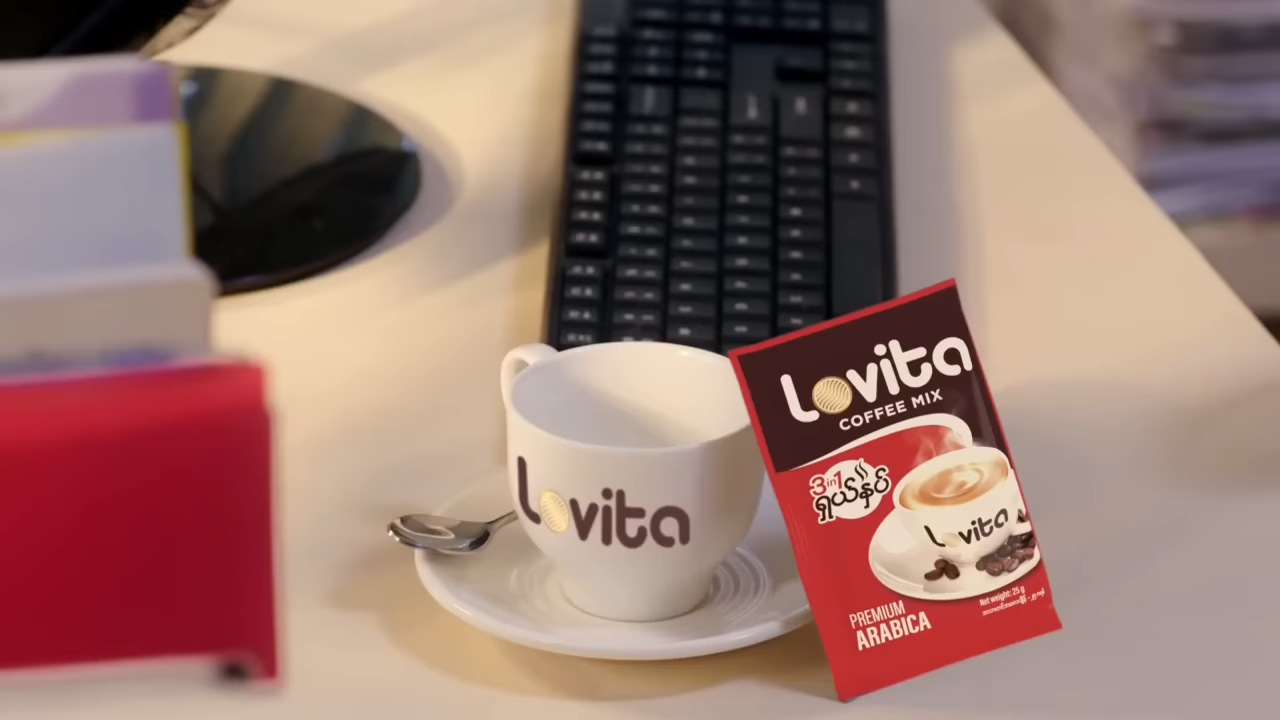 Lovita
Lovita
COFFEE MIX
3in1
ရှယ်နှပ်
Lovita
PREMIUM
ARABICA
Net weight: 25 g